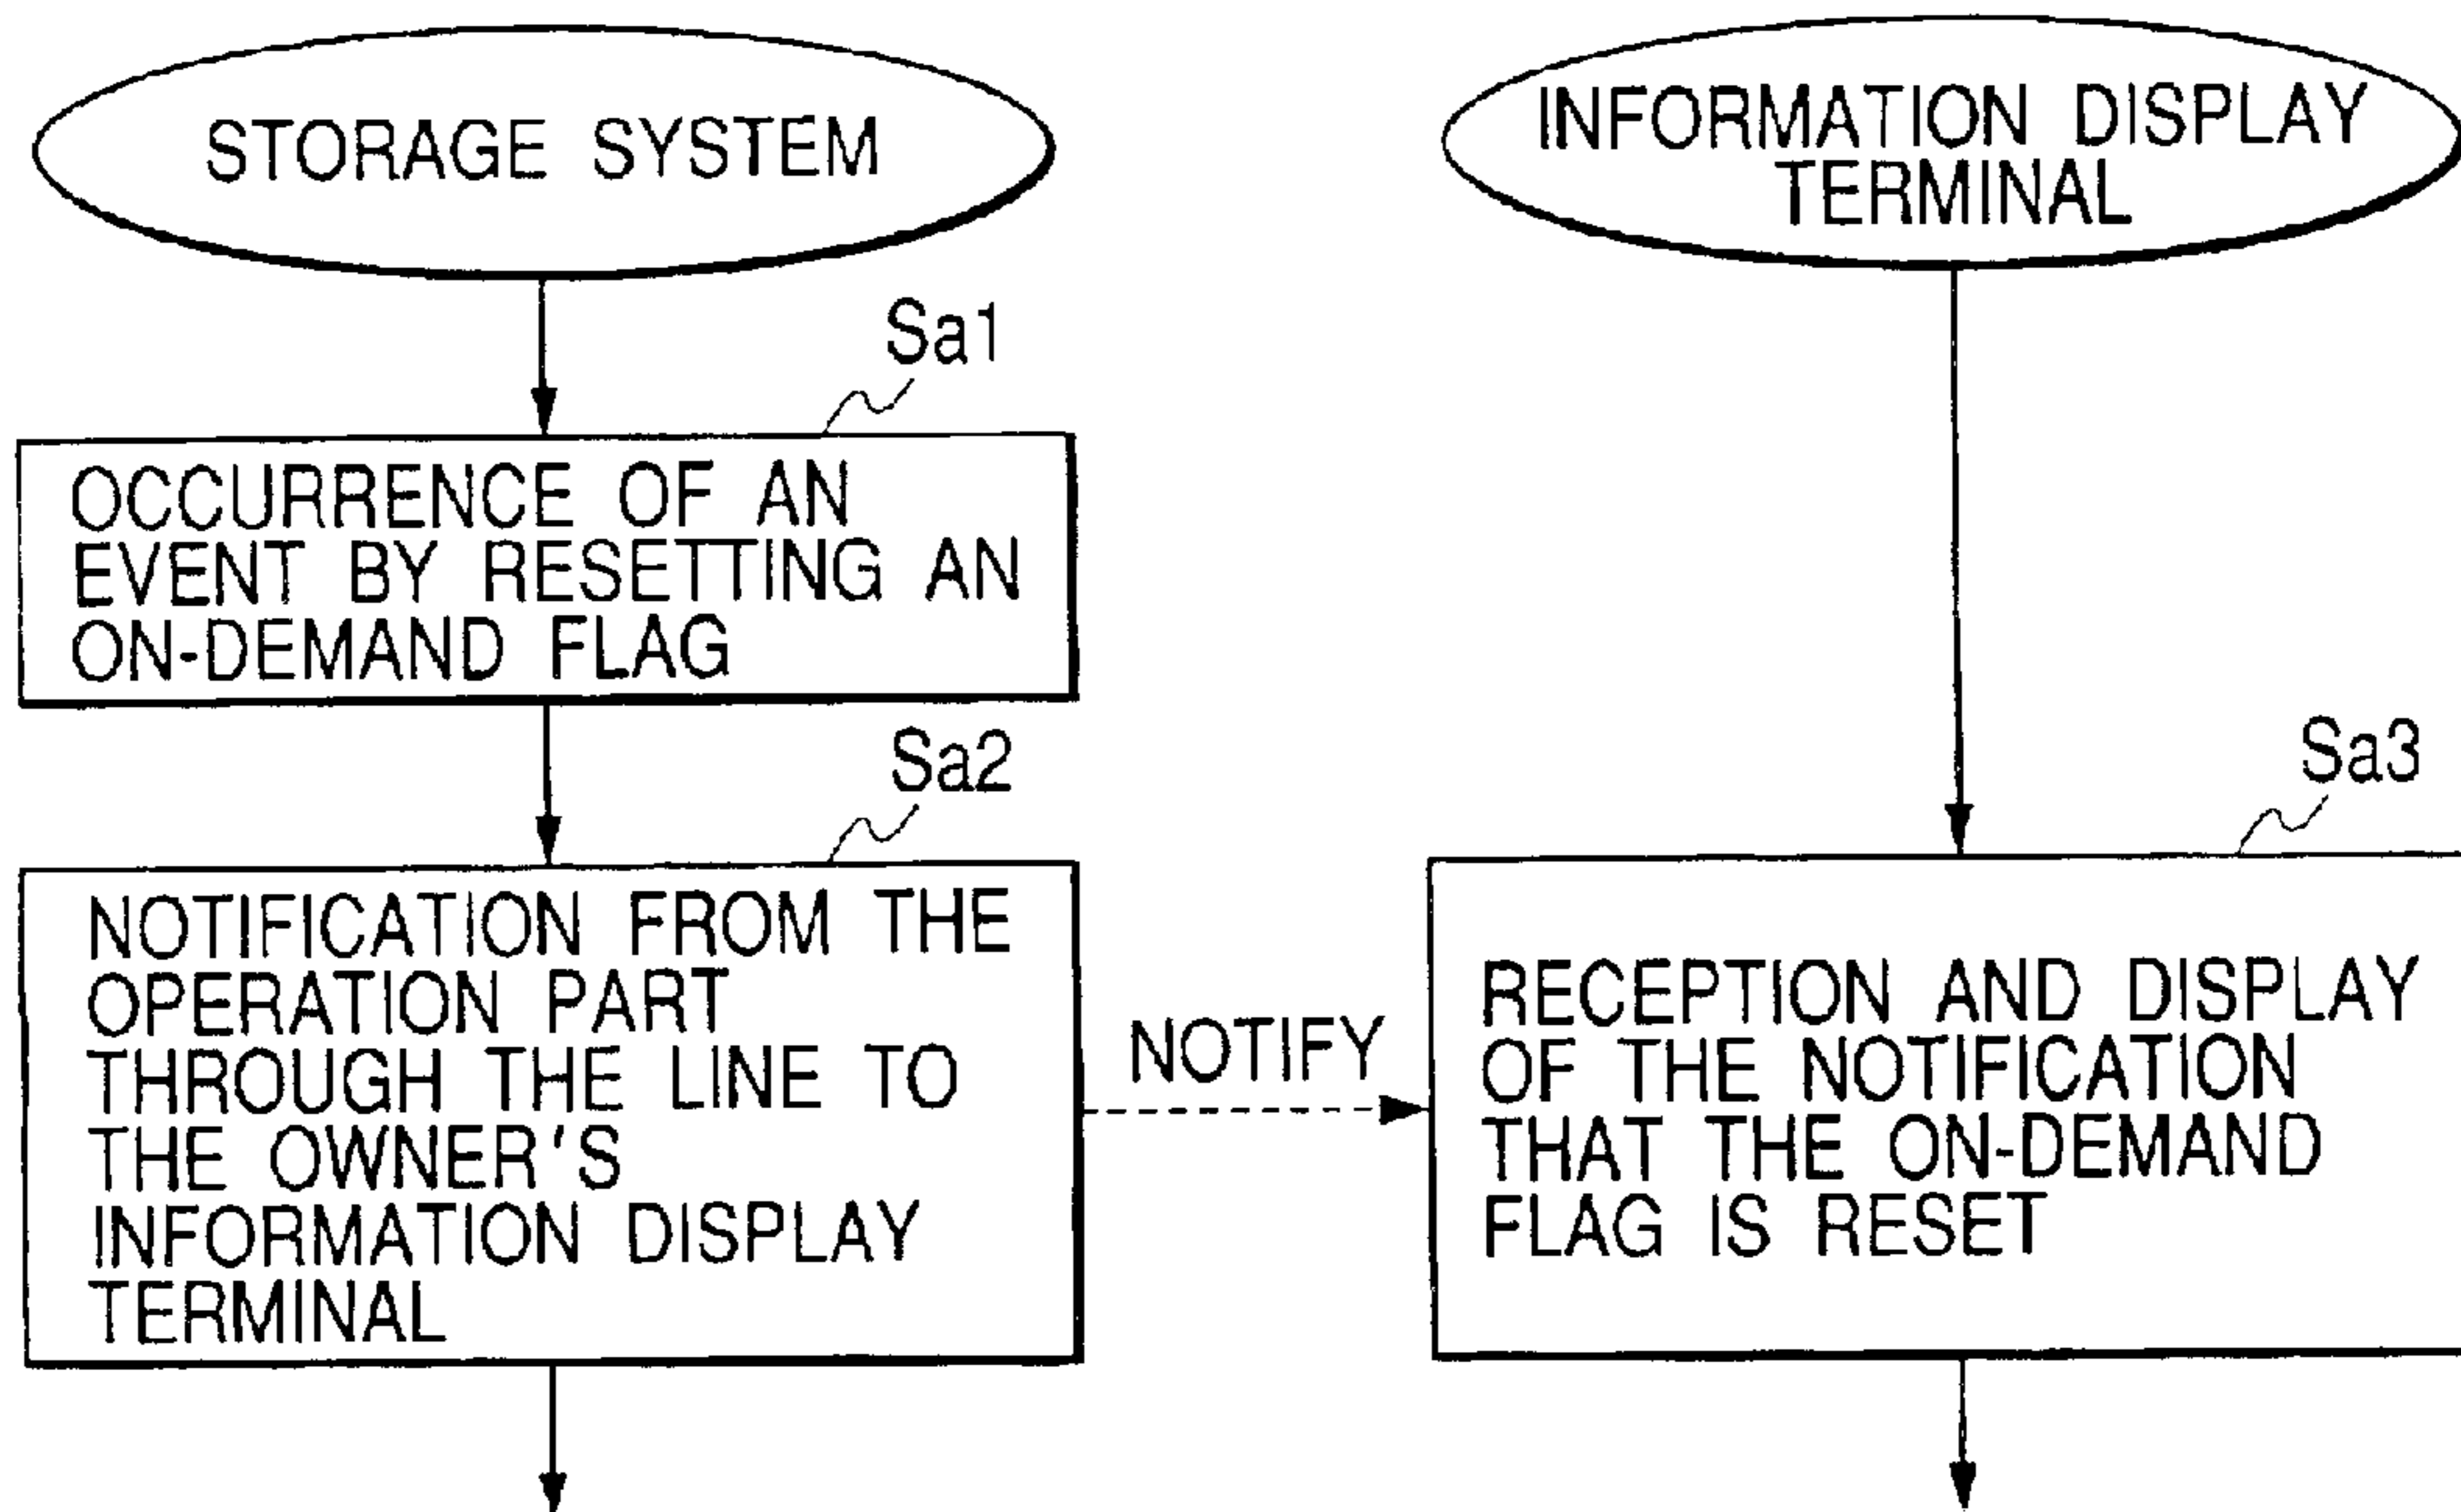 STORAGE SYSTEM
INFORMATION DISPLAY
TERMINAL
Sa1
OCCURRENCE OF AN
EVENT BY RESETTING AN
ON-DEMAND FLAG
Sa2
NOTIFICATION FROM THE
OPERATION PART
THROUGH THE LINE TO
THE OWNER'S
INFORMATION DISPLAY
TERMINAL
NOTIFY
Sa3
RECEPTION AND DISPLAY
OF THE NOTIFICATION
THAT THE ON-DEMAND
FLAG IS RESET